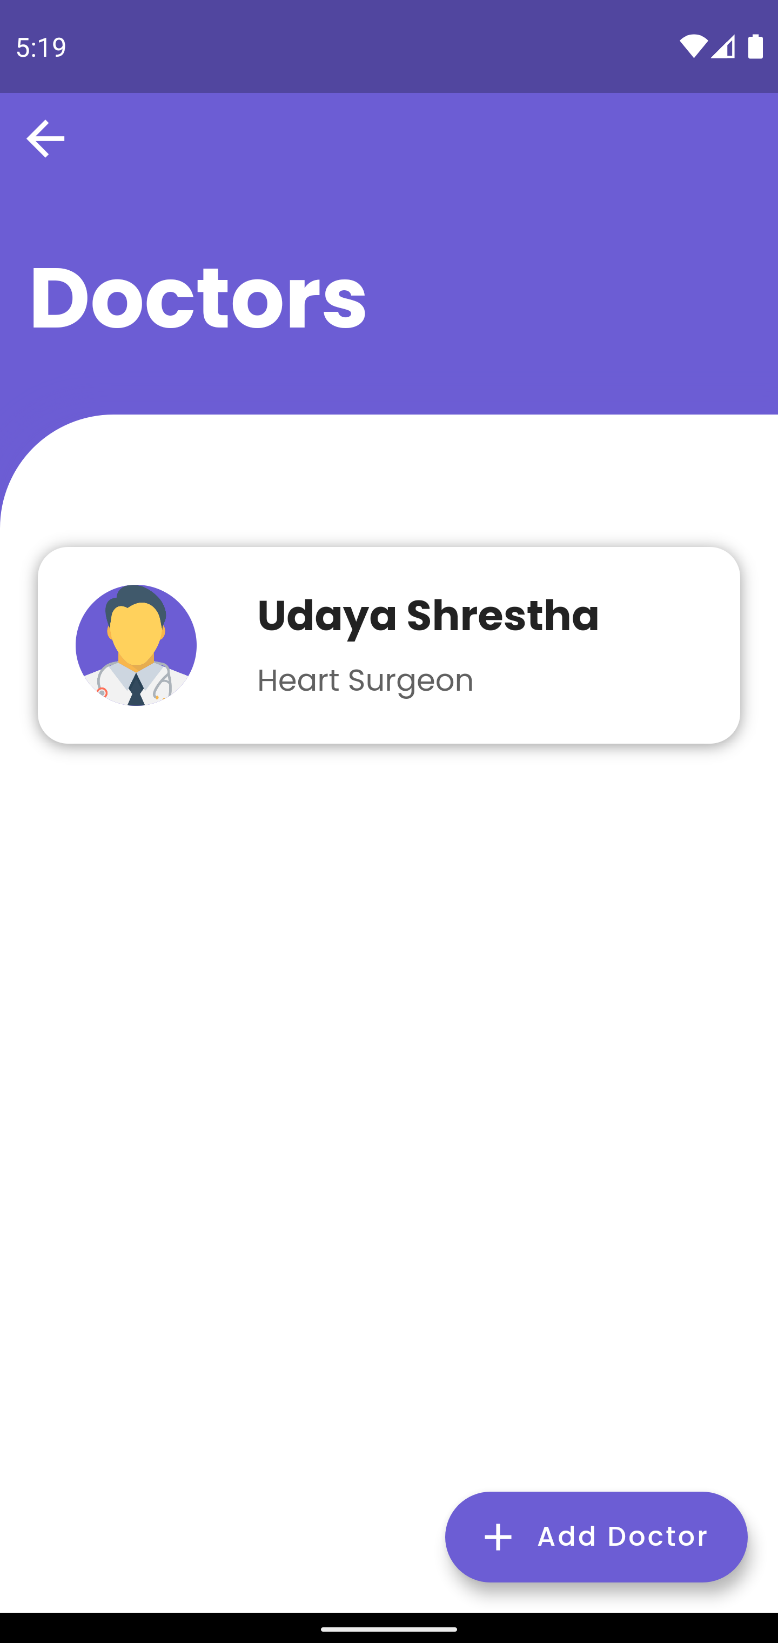 5:19
Doctors
Udaya Shrestha
Heart Surgeon
Add Doctor